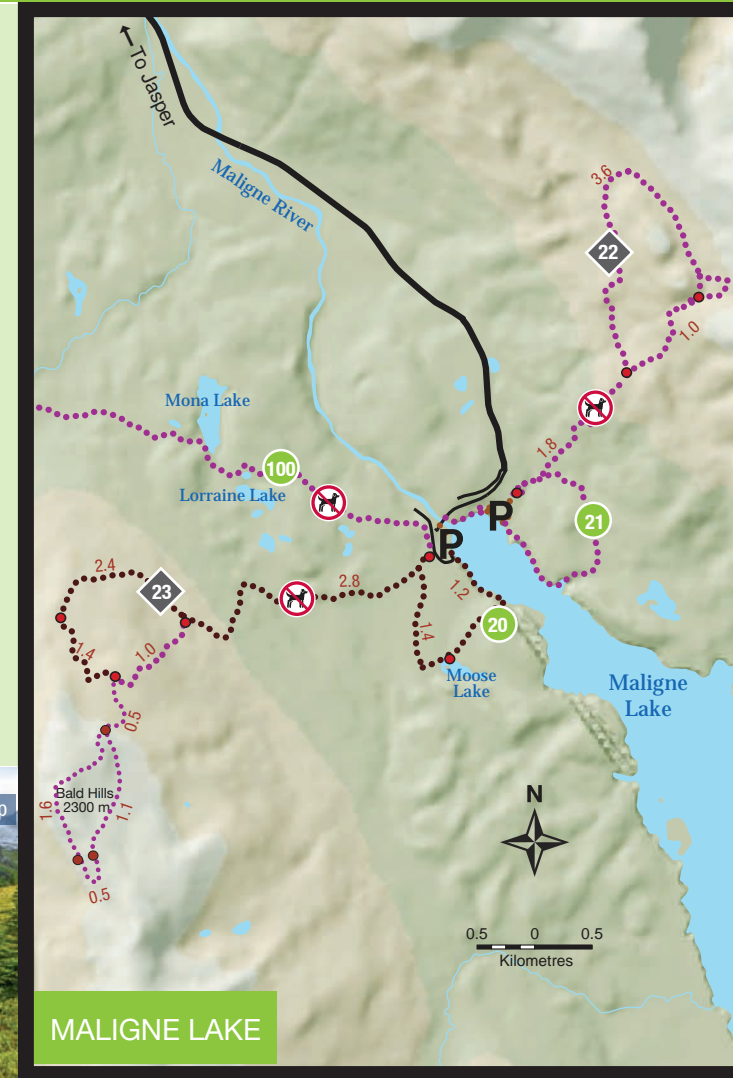 To Jasper
Maligne River
3.6
22
1.0
Mona Lake
1.8
100
Lorraine Lake
P
21
P
2.4
23
2.8
1.2
20
1.4
1.4
1.0
Moose
Lake
Maligne
Lake
0.5
Bald Hills
2300 m
1.6
1.1
p
N
0.5
0.5 0 0.5
Kilometres
MALIGNE LAKE